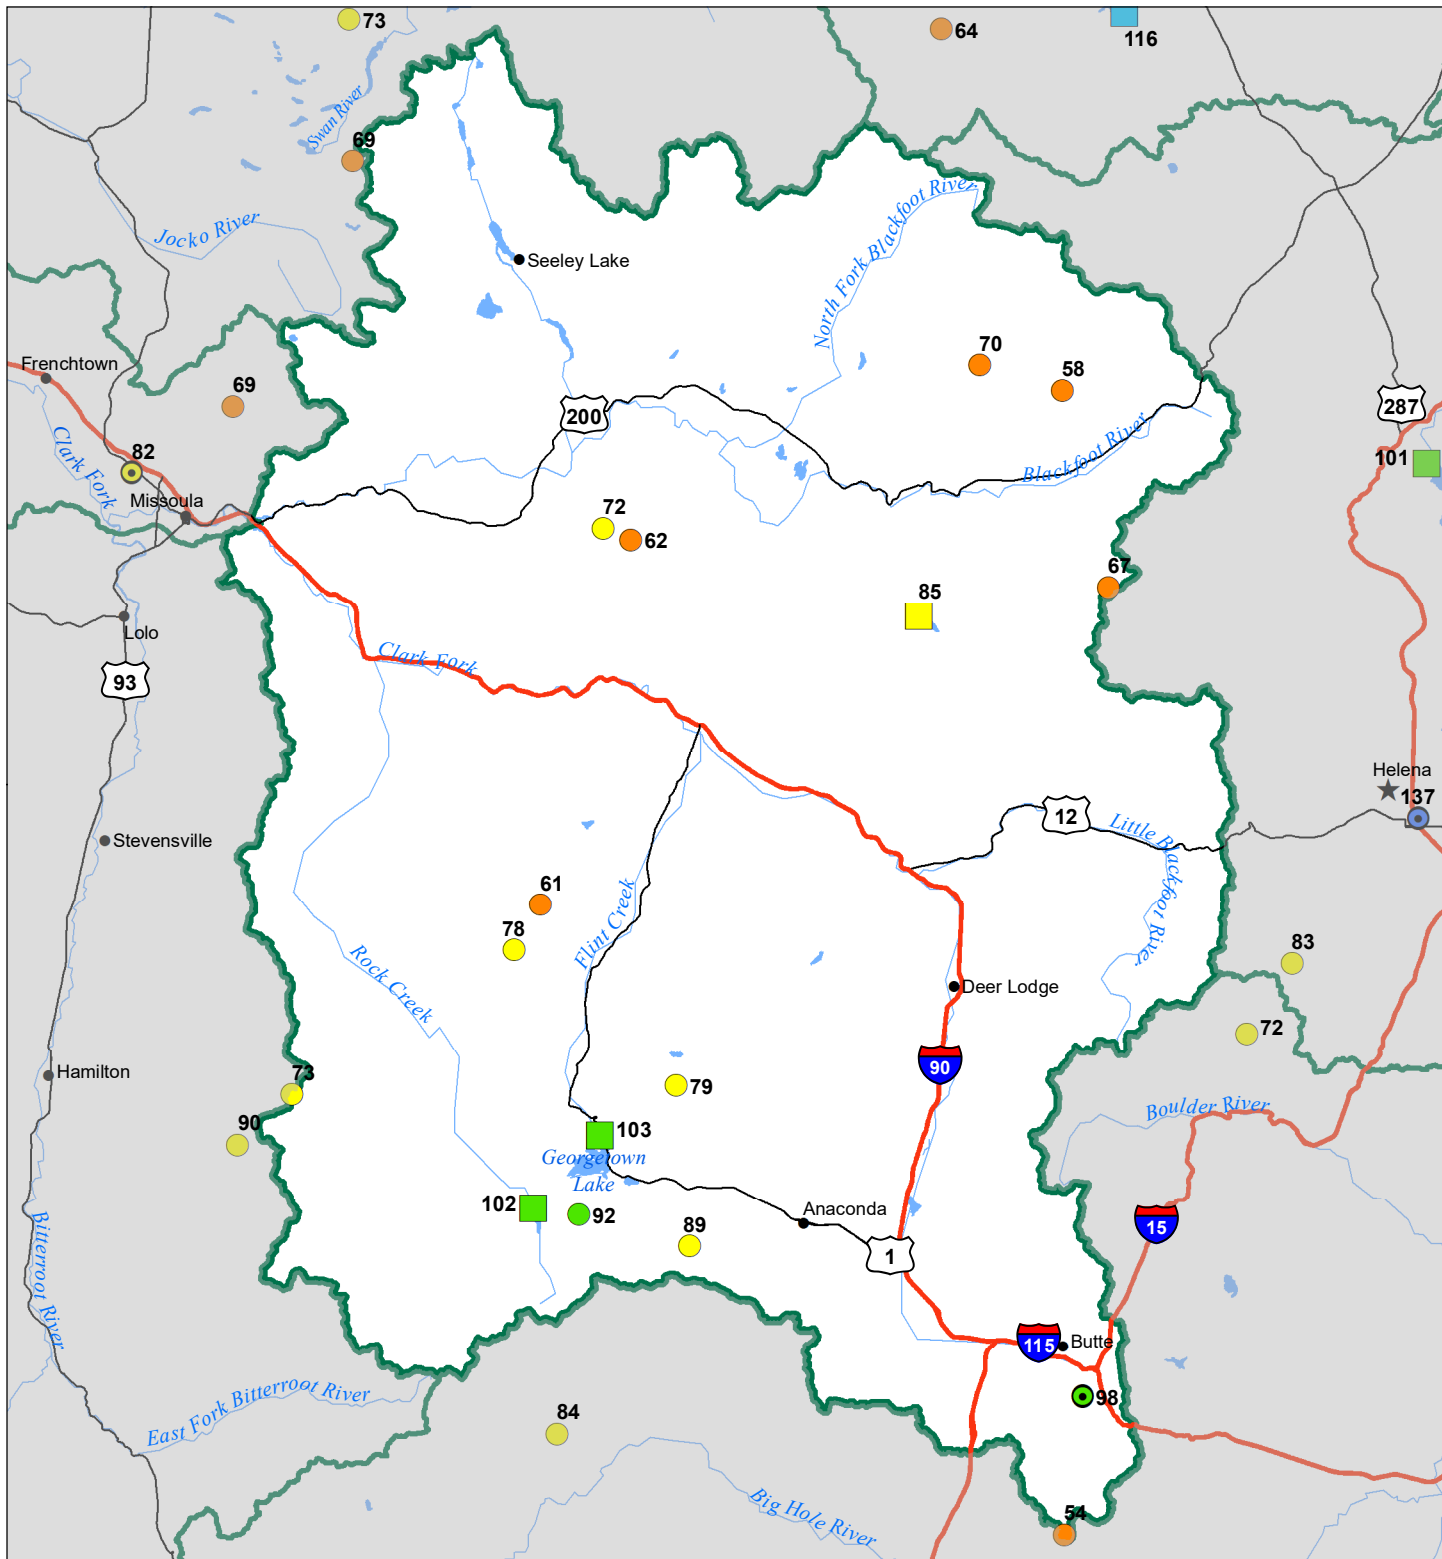 73
64
116
Swan River
69
Jocko River
North Fork Blackfoot River
Seeley Lake
Frenchtown
69
70
58
200
287
Clark Fork
82
Blackfoot River
101
Missoula
72
62
67
85
Lolo
Clark Fork
93
Helena
137
12
Little Blackfoot River
Stevensville
61
Flint Creek
78
83
Rock Creek
Deer Lodge
72
90
Hamilton
73
79
Boulder River
90
103
Georgetown
Lake
102
92
Anaconda
89
1
15
Bitterroot River
115
Butte
98
East Fork Bitterroot River
84
Big Hole River
54